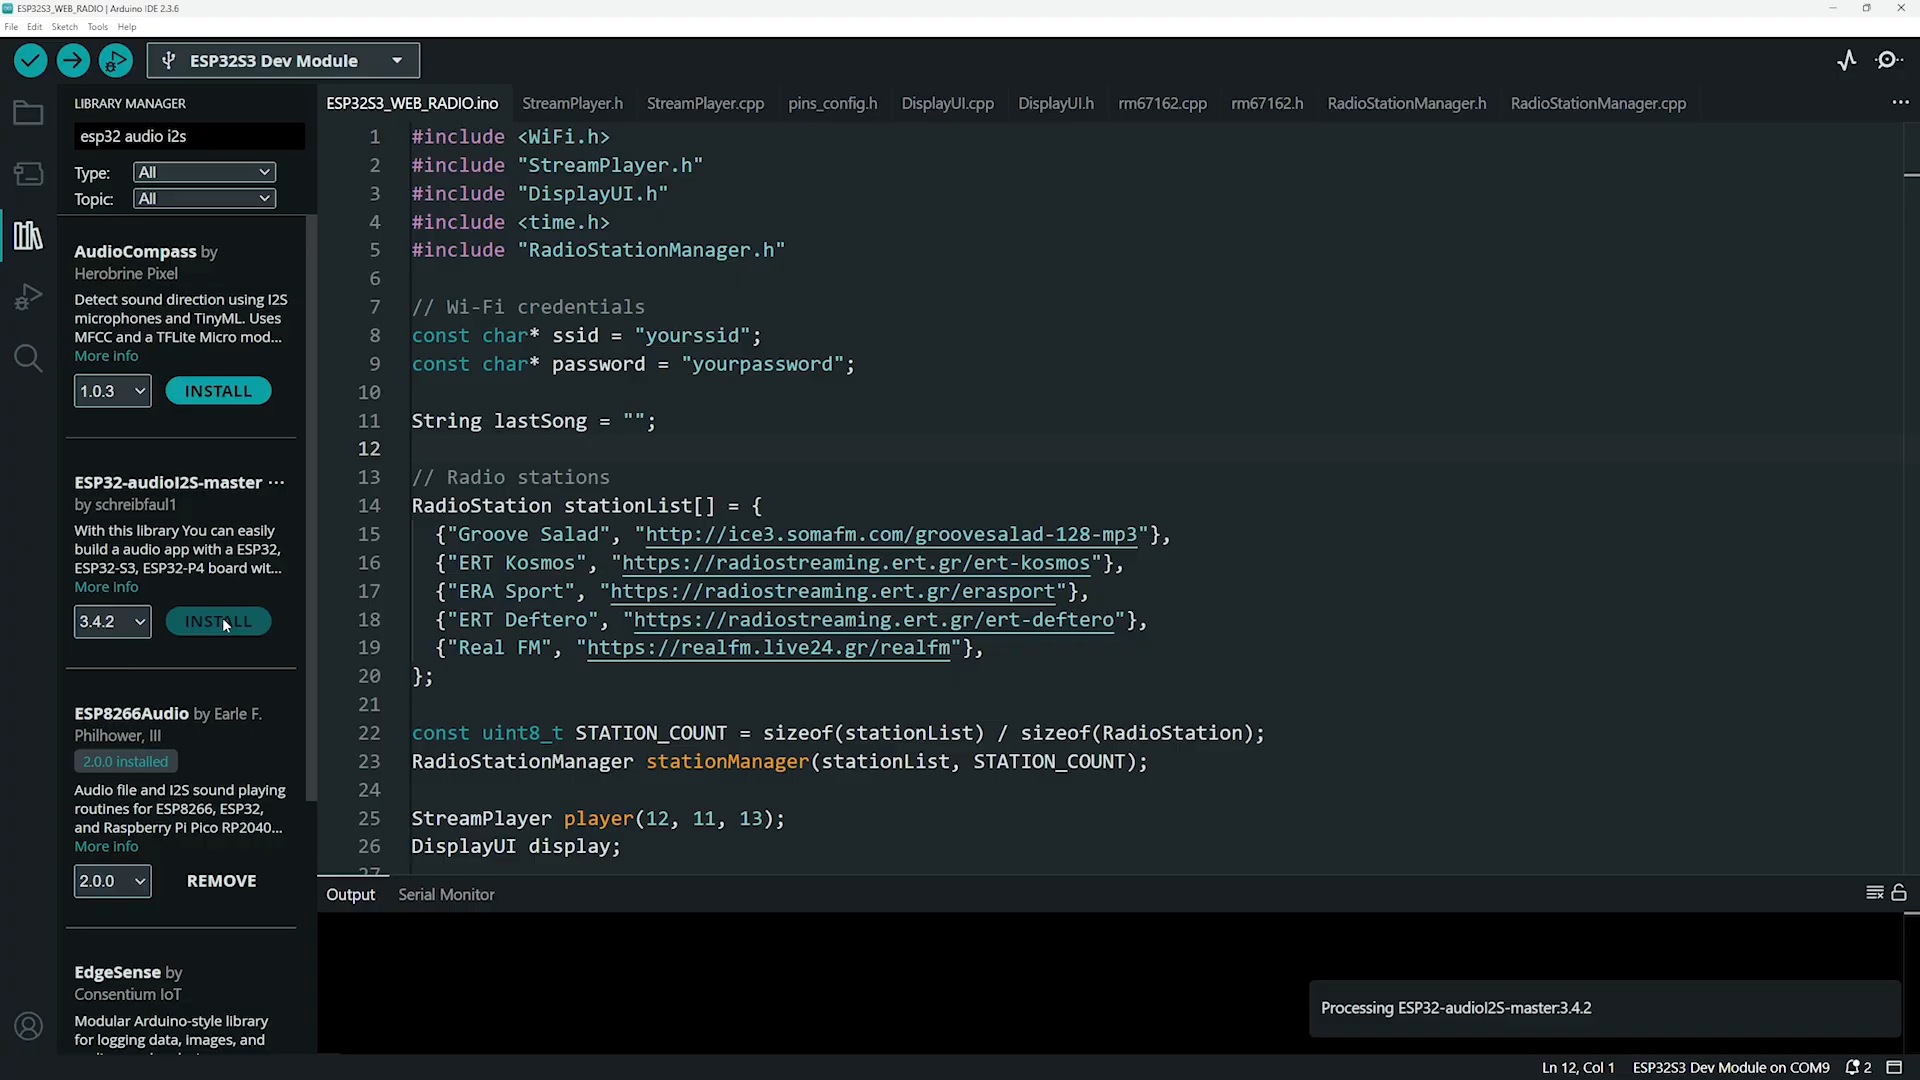 ESP32S3_WEB_RADIO | Arduino IDE 2.3.6
File Edit Sketch Tools Help
ESP32S3 Dev Module
LIBRARY MANAGER
esp32 audio i2s
Type: All
Topic: All
AudioCompass by
Herobrine Pixel
Detect sound direction using I2S
microphones and TinyML. Uses
MFCC and a TFLite Micro mod...
More info
1.0.3 INSTALL
ESP32-audioI2S-master ...
by schreibfaul1
With this library You can easily
build a audio app with a ESP32,
ESP32-S3, ESP32-P4 board wit...
More info
3.4.2 INSTALL
ESP8266Audio by Earle F.
Philhower, III
2.0.0 installed
Audio file and I2S sound playing
routines for ESP8266, ESP32,
and Raspberry Pi Pico RP2040...
More info
2.0.0 REMOVE
EdgeSense by
Consentium IoT
Modular Arduino-style library
for logging data, images, and
ESP32S3_WEB_RADIO.ino StreamPlayer.h StreamPlayer.cpp pins_config.h DisplayUI.cpp DisplayUI.h rm67162.cpp rm67162.h RadioStationManager.h RadioStationManager.cpp ...
1 #include <WiFi.h>
2 #include "StreamPlayer.h"
3 #include "DisplayUI.h"
4 #include <time.h>
5 #include "RadioStationManager.h"
6
7 // Wi-Fi credentials
8 const char* ssid = "yourssid";
9 const char* password = "yourpassword";
10
11 String lastSong = "";
12
13 // Radio stations
14 RadioStation stationList[] = {
15 {"Groove Salad", "http://ice3.somafm.com/groovesalad-128-mp3"},
16 {"ERT Kosmos", "https://radiostreaming.ert.gr/ert-kosmos"},
17 {"ERA Sport", "https://radiostreaming.ert.gr/erasport"},
18 {"ERT Deftero", "https://radiostreaming.ert.gr/ert-deftero"},
19 {"Real FM", "https://realfm.live24.gr/realfm"},
20 };
21
22 const uint8_t STATION_COUNT = sizeof(stationList) / sizeof(RadioStation);
23 RadioStationManager stationManager(stationList, STATION_COUNT);
24
25 StreamPlayer player(12, 11, 13);
26 DisplayUI display;
27
Output Serial Monitor
Processing ESP32-audioI2S-master:3.4.2
Ln 12, Col 1 ESP32S3 Dev Module on COM9 2